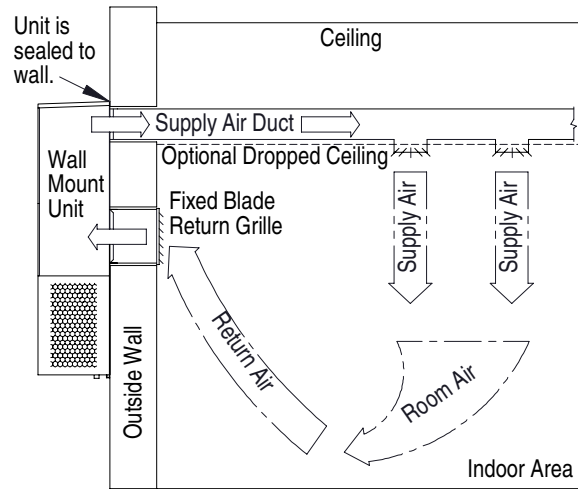 Unit is
sealed to
wall.
Ceiling
Supply Air Duct
Optional Dropped Ceiling
Wall
Mount
Unit
Fixed Blade
Return Grille
Supply Air
Supply Air
Return Air
Room Air
Outside Wall
Indoor Area